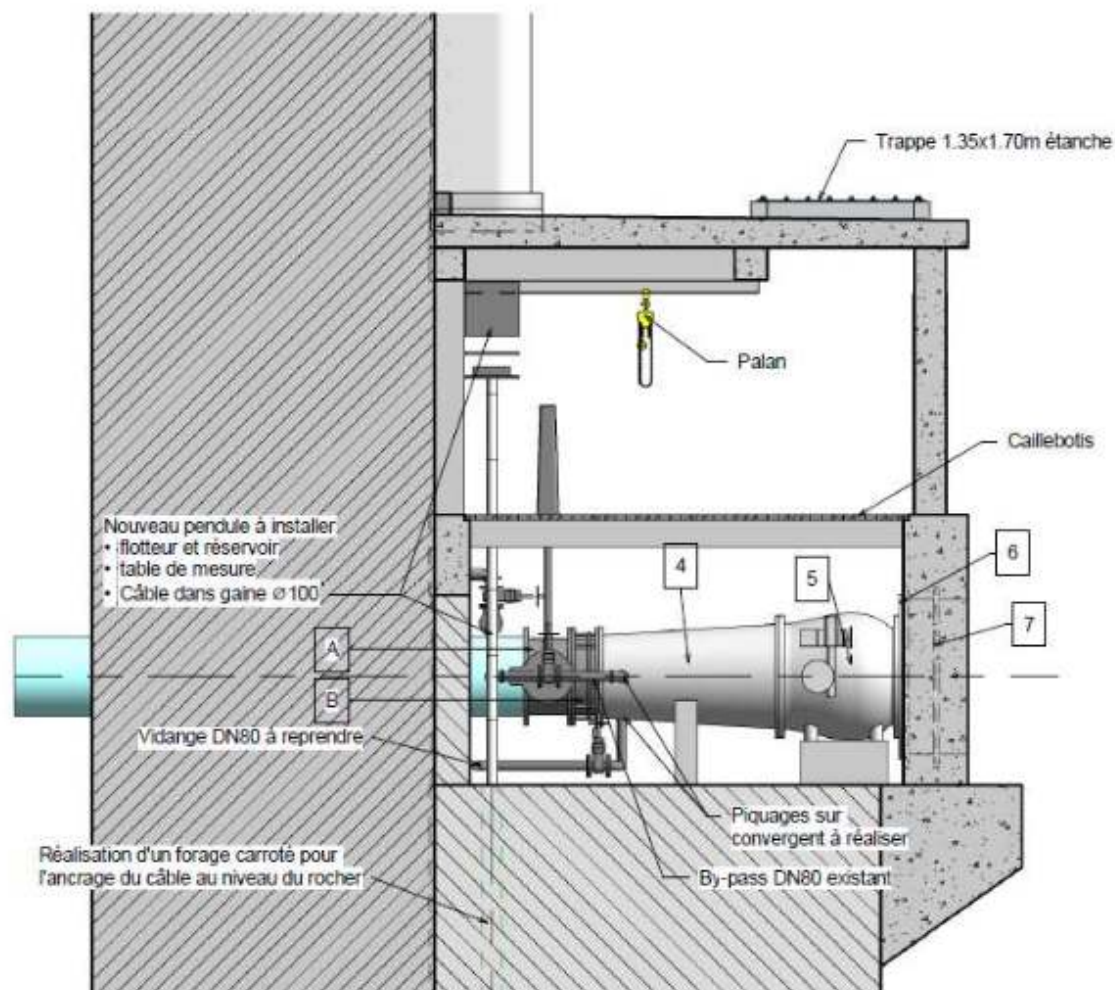 Trappe 1.35x1.70m étanche
Palan
Caillebotis
Nouveau pendule à installer
• flotteur et réservoir
• table de mesure
• Câble dans gaine Ø100
4
5
6
7
A
B
Vidange DN80 à reprendre
Piquages sur
convergent à réaliser
Réalisation d'un forage carroté pour
l'ancrage du câble au niveau du rocher
By-pass DN80 existant